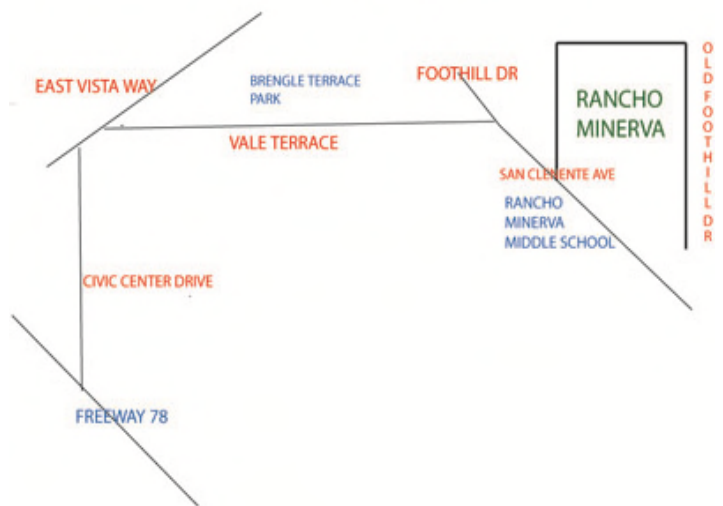 EAST VISTA WAY
BRENGLE TERRACE
PARK
FOOTHILL DR
RANCHO
MINERVA
OLD FOOTHILL DR
VALE TERRACE
SAN CLENENTE AVE
RANCHO
MINERVA
MIDDLE SCHOOL
CIVIC CENTER DRIVE
FREEWAY 78